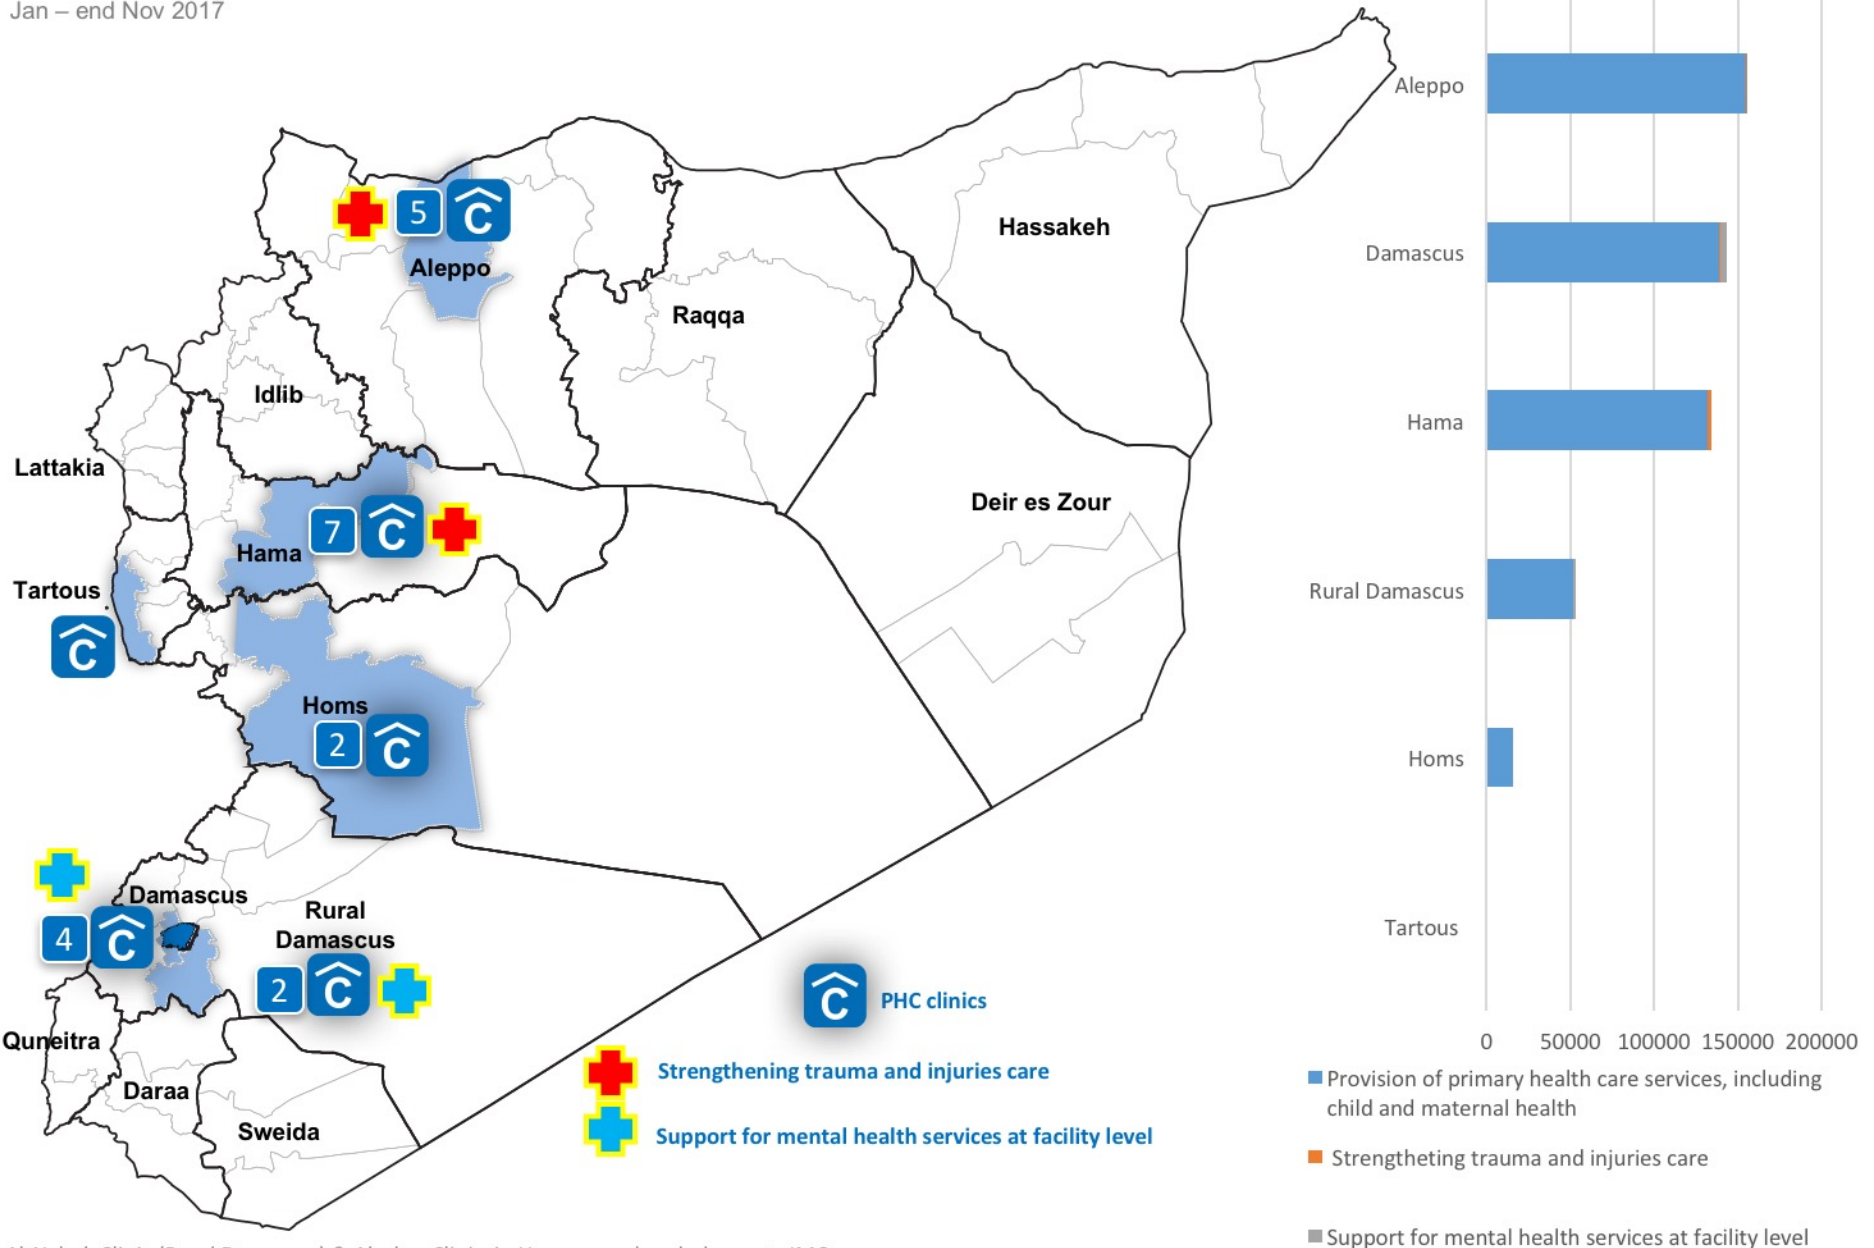 Jan – end Nov 2017
Hassakeh
5
Aleppo
Raqqa
Idlib
Lattakia
Deir es Zour
7
Hama
Tartous
Homs
2
Damascus
Rural
Damascus
4
2
Quneitra
Daraa
Sweida
PHC clinics
Strengthening trauma and injuries care
Support for mental health services at facility level
Aleppo
Damascus
Hama
Rural Damascus
Homs
Tartous
0 50000 100000 150000 200000
Provision of primary health care services, including
child and maternal health
Strengtheting trauma and injuries care
Support for mental health services at facility level